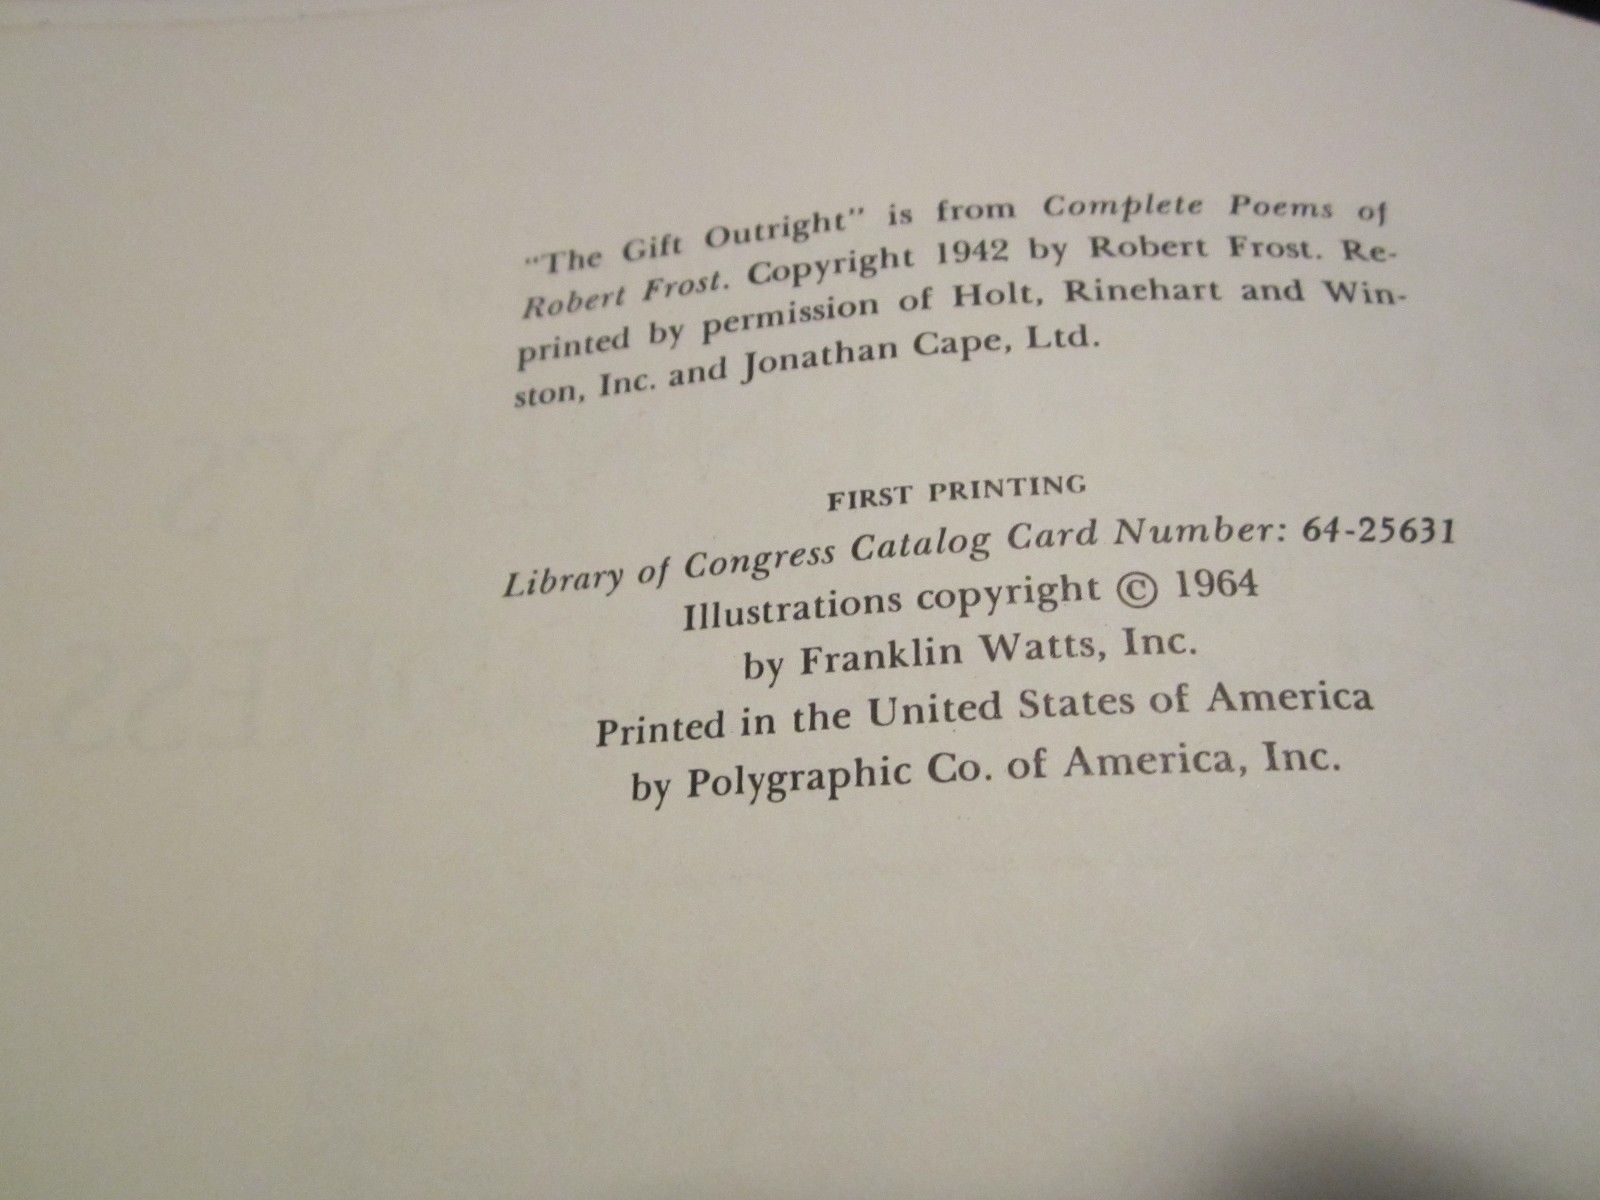 "The Gift Outright" is from Complete Poems of
Robert Frost. Copyright 1942 by Robert Frost. Re-
printed by permission of Holt, Rinehart and Win-
ston, Inc. and Jonathan Cape, Ltd.
FIRST PRINTING
Library of Congress Catalog Card Number: 64-25631
Illustrations copyright © 1964
by Franklin Watts, Inc.
Printed in the United States of America
by Polygraphic Co. of America, Inc.